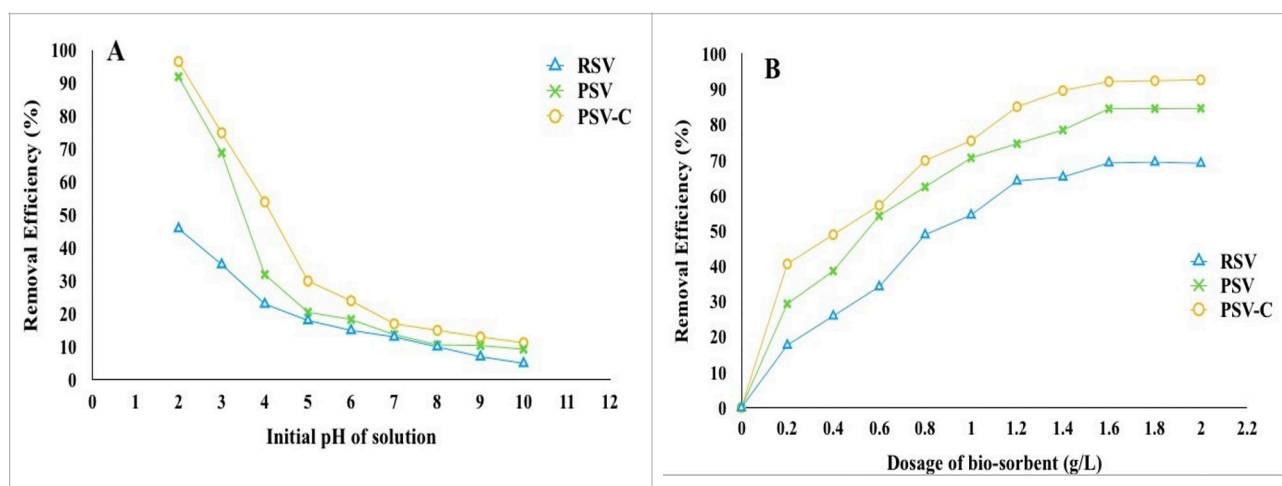 A
RSV
PSV
PSV-C
100
90
80
70
60
50
40
30
20
10
0
Removal Efficiency (%)
0 1 2 3 4 5 6 7 8 9 10 11 12
Initial pH of solution
B
100
90
80
70
60
50
40
30
20
10
0
Removal Efficiency (%)
RSV
PSV
PSV-C
0 0.2 0.4 0.6 0.8 1 1.2 1.4 1.6 1.8 2 2.2
Dosage of bio-sorbent (g/L)